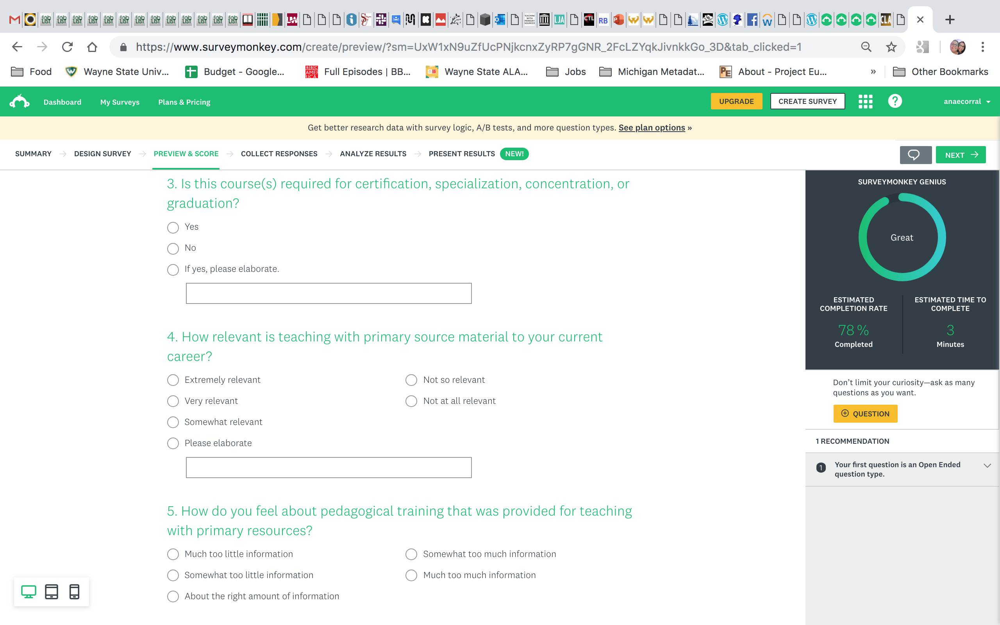 https://www.surveymonkey.com/create/preview/?sm=UxW1xN9uZfUcPNjkcnxZyRP7gGNR_2FcLZYqkJivnkkGo_3D&tab_clicked=1
Food Wayne State Univ... Budget - Google... Full Episodes | BB... Wayne State ALA... Jobs Michigan Metadat... About - Project Eu... » Other Bookmarks
Dashboard My Surveys Plans & Pricing UPGRADE CREATE SURVEY ? anaecorral
Get better research data with survey logic, A/B tests, and more question types. See plan options »
SUMMARY DESIGN SURVEY PREVIEW & SCORE COLLECT RESPONSES ANALYZE RESULTS PRESENT RESULTS NEW! NEXT
3. Is this course(s) required for certification, specialization, concentration, or
graduation?
Yes
No
If yes, please elaborate.
4. How relevant is teaching with primary source material to your current
career?
Extremely relevant
Very relevant
Somewhat relevant
Please elaborate
Not so relevant
Not at all relevant
5. How do you feel about pedagogical training that was provided for teaching
with primary resources?
Much too little information
Somewhat too little information
About the right amount of information
Somewhat too much information
Much too much information
SURVEYMONKEY GENIUS
Great
ESTIMATED
COMPLETION RATE
78 %
Completed
ESTIMATED TIME TO
COMPLETE
3
Minutes
Don’t limit your curiosity—ask as many
questions as you want.
QUESTION
1 RECOMMENDATION
1 Your first question is an Open Ended
question type.